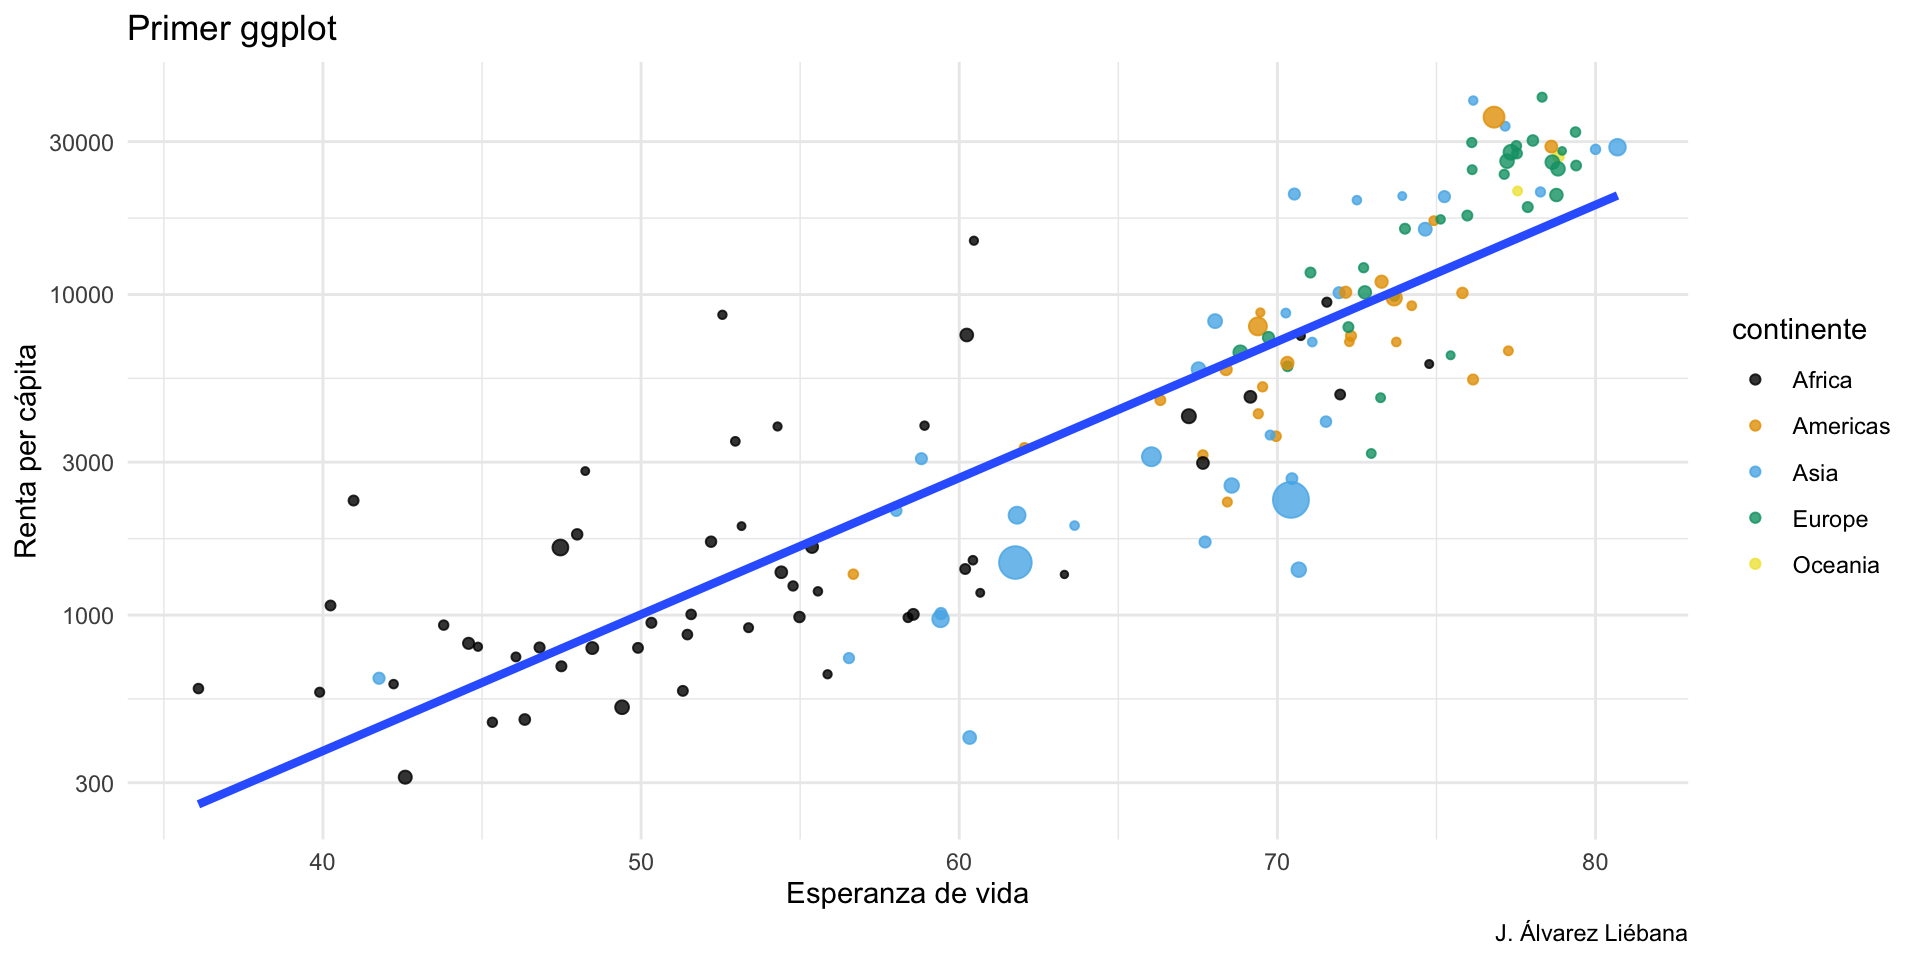 Primer ggplot
Renta per cápita
30000
10000
3000
1000
300
40 50 60 70 80
Esperanza de vida
continente
Africa
Americas
Asia
Europe
Oceania
J. Álvarez Liébana